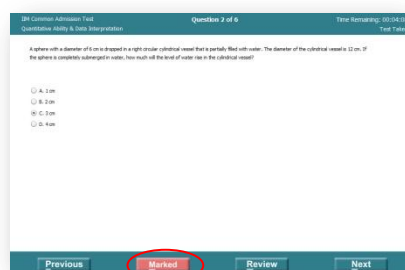 IIM Common Admission Test
Question 2 of 6
Time Remaining: 00:04:0
Quantitative Ability & Data Interpretation
Test Take
A sphere with a diameter of 6 cm is dropped in a right circular cylindrical vessel that is partially filled with water. The diameter of the cylindrical vessel is 12 cm. If
the sphere is completely submerged in water, how much will the level of water rise in the cylindrical vessel?
A. 1 cm
B. 2 cm
C. 3 cm
D. 4 cm
Previous
Marked
Review
Next